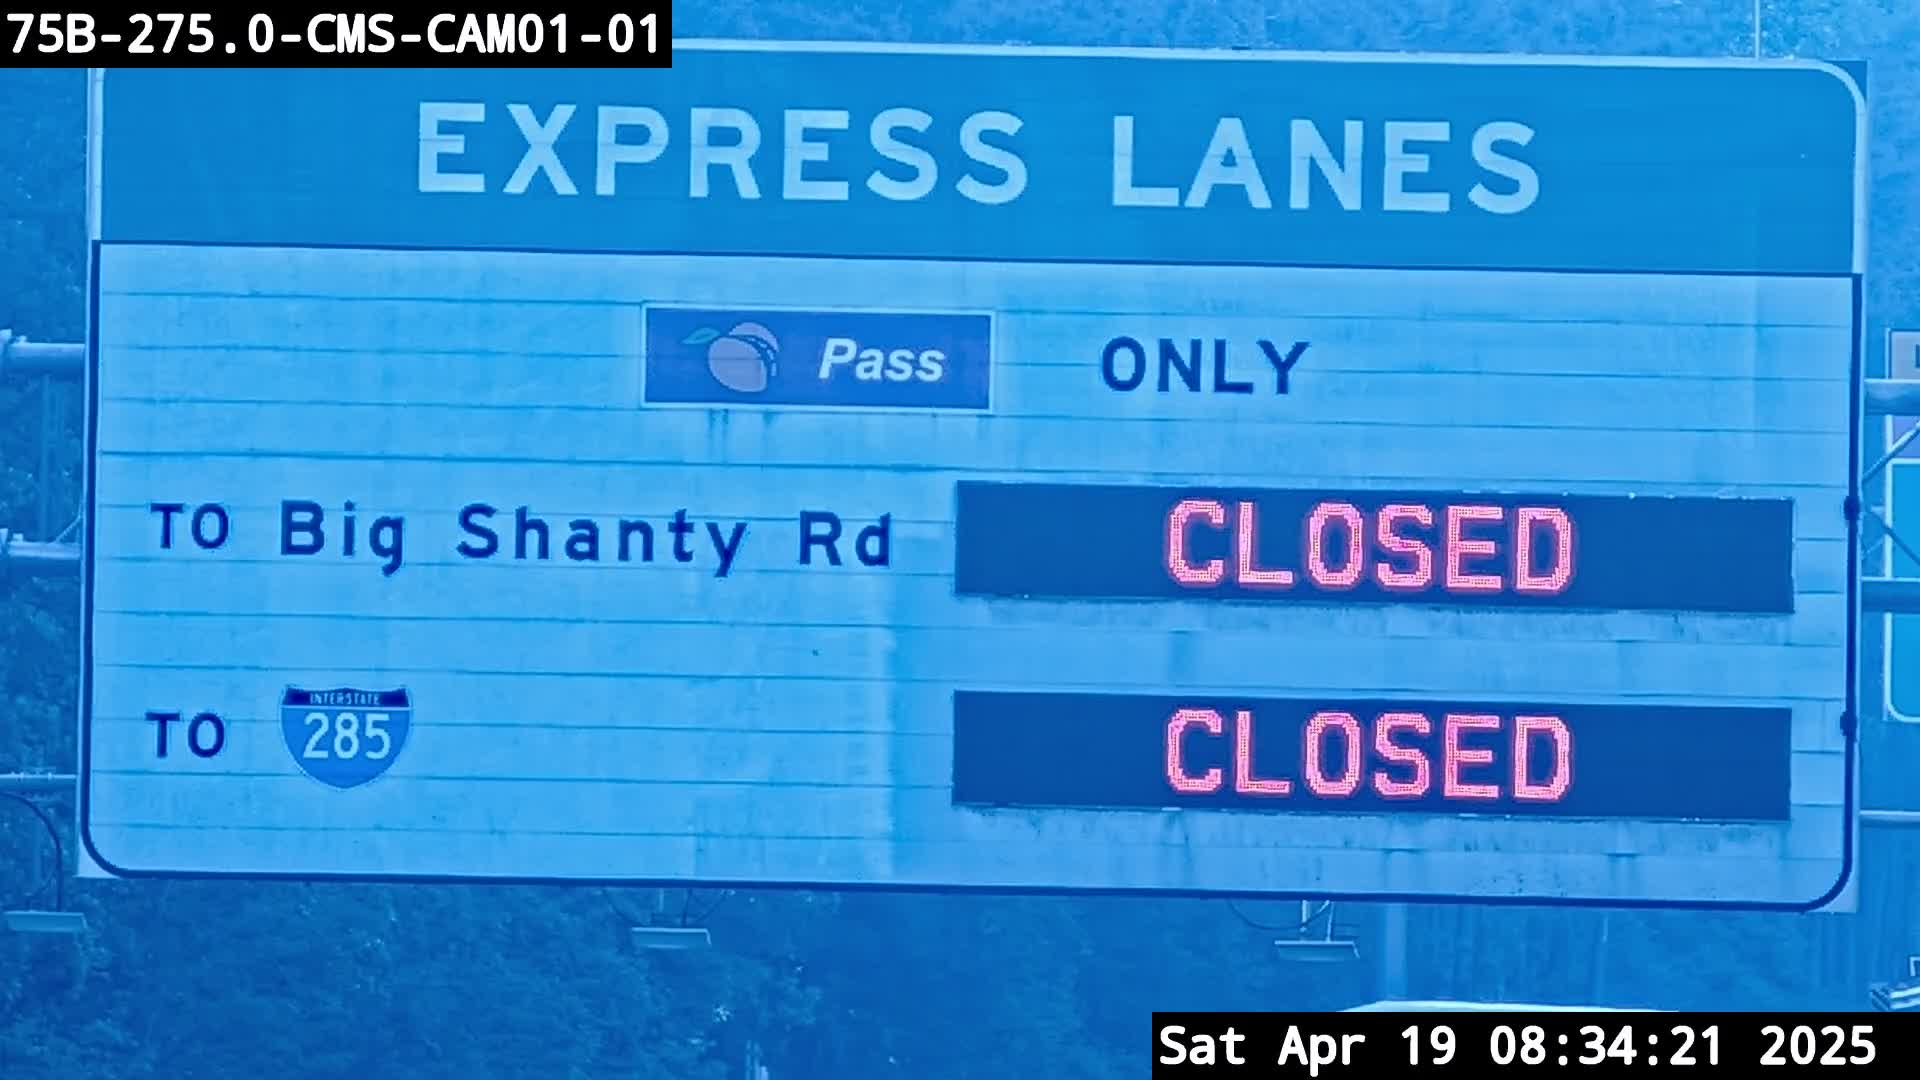 75B-275.0-CMS-CAM01-01
EXPRESS LANES
Pass ONLY
TO Big Shanty Rd CLOSED
TO INTERSTATE 285 CLOSED
Sat Apr 19 08:34:21 2025